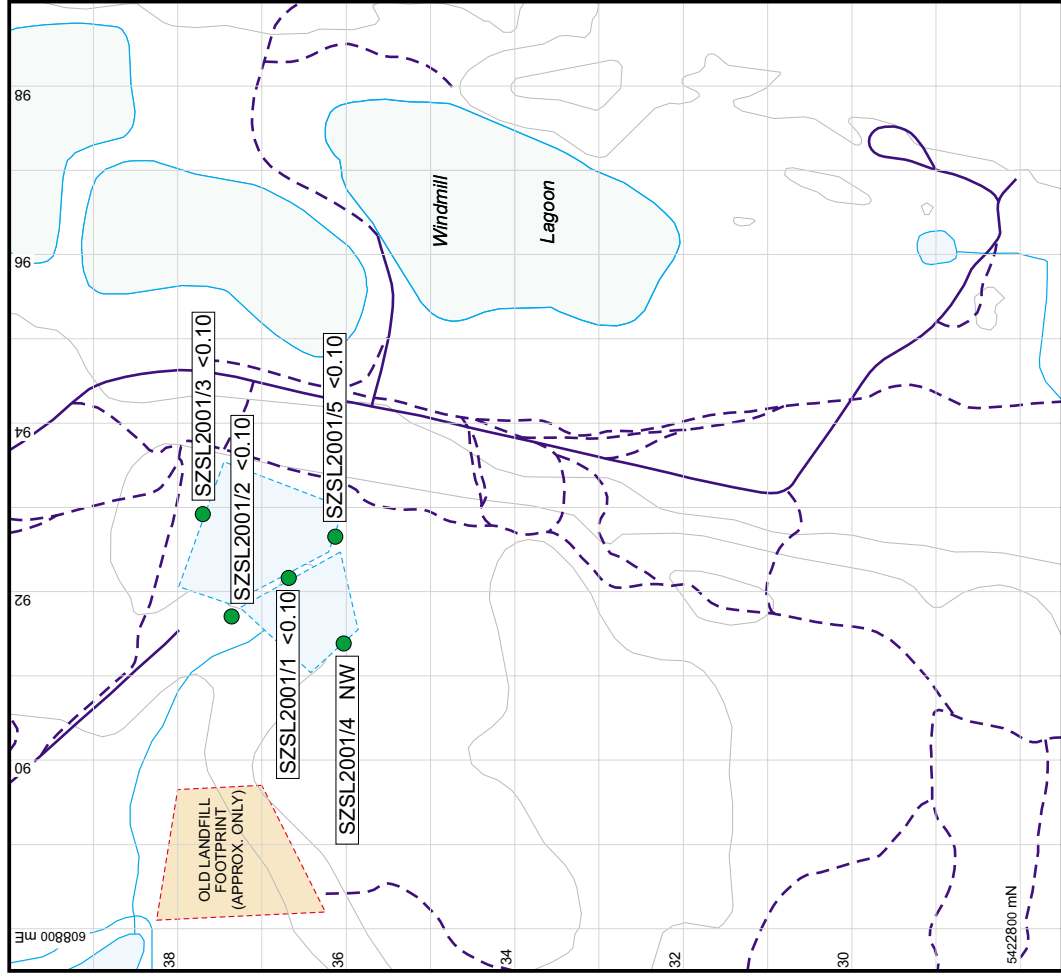 98
96
94
92
90
608800 mE
38
36
34
32
30
5422800 mN
Windmill
Lagoon
SZSL2001/3 <0.10
SZSL2001/2 <0.10
SZSL2001/5 <0.10
SZSL2001/1 <0.10
SZSL2001/4 NW
OLD LANDFILL
FOOTPRINT
(APPROX. ONLY)